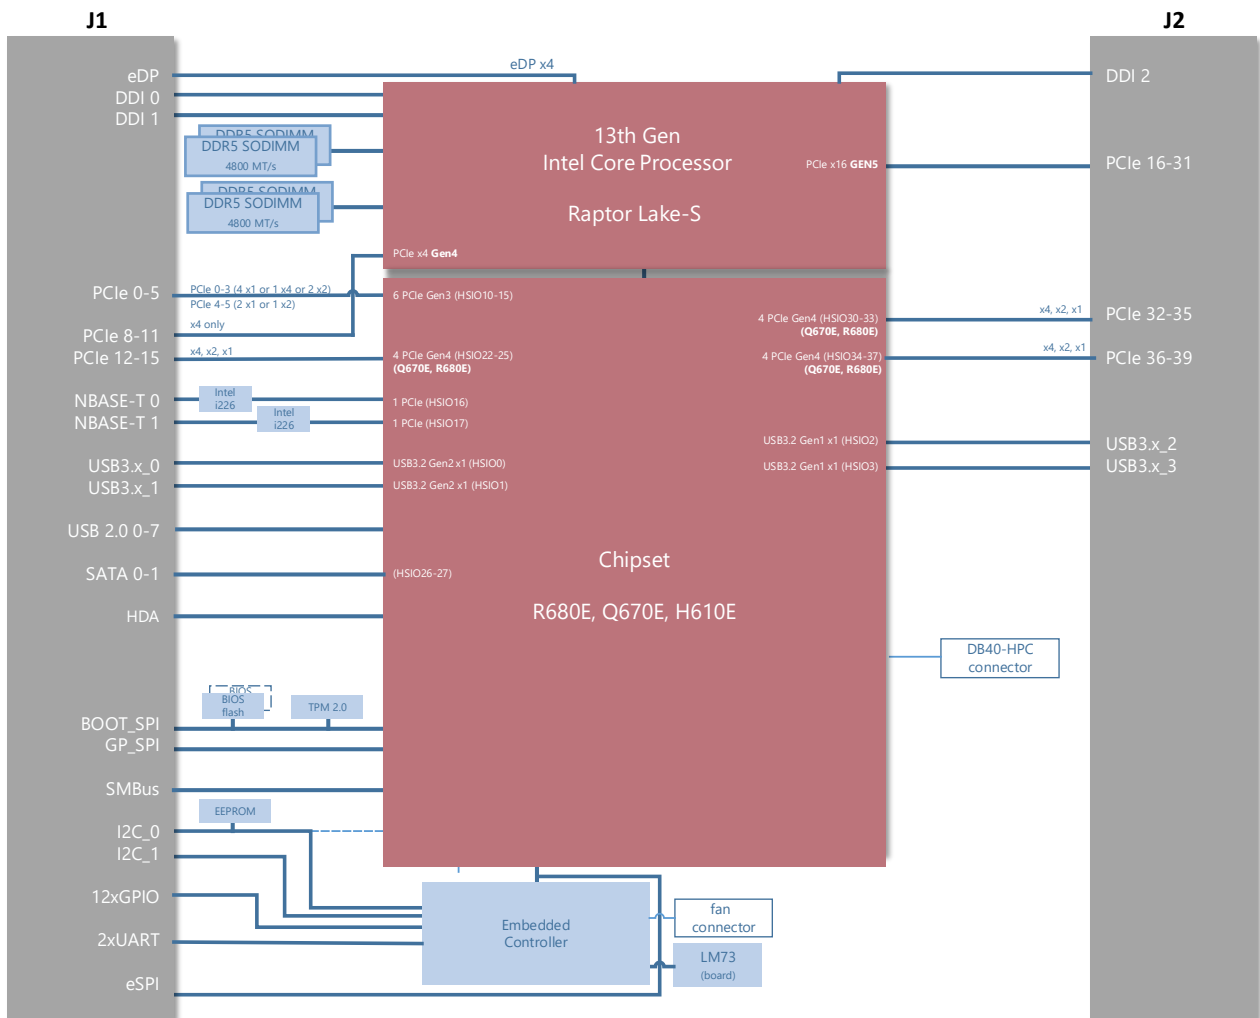 J1
J2
eDP
eDP x4
DDI 0
DDI 1
DDI 2
DDR5 SODIMM
DDR5 SODIMM
4800 MT/s
DDR5 SODIMM
DDR5 SODIMM
4800 MT/s
13th Gen
Intel Core Processor
Raptor Lake-S
PCIe x16 GEN5
PCIe 16-31
PCIe x4 Gen4
PCIe 0-5
PCIe 0-3 (4 x1 or 1 x4 or 2 x2)
PCIe 4-5 (2 x1 or 1 x2)
6 PCIe Gen3 (HSIO10-15)
x4 only
PCIe 8-11
PCIe 12-15
x4, x2, x1
4 PCIe Gen4 (HSIO22-25)
(Q670E, R680E)
4 PCIe Gen4 (HSIO30-33)
(Q670E, R680E)
x4, x2, x1
PCIe 32-35
4 PCIe Gen4 (HSIO34-37)
(Q670E, R680E)
x4, x2, x1
PCIe 36-39
NBASE-T 0
Intel
i226
1 PCIe (HSIO16)
NBASE-T 1
Intel
i226
1 PCIe (HSIO17)
USB3.x_0
USB3.2 Gen2 x1 (HSIO0)
USB3.x_1
USB3.2 Gen2 x1 (HSIO1)
USB3.2 Gen1 x1 (HSIO2)
USB3.x_2
USB3.2 Gen1 x1 (HSIO3)
USB3.x_3
USB 2.0 0-7
SATA 0-1
(HSIO26-27)
Chipset
R680E, Q670E, H610E
HDA
DB40-HPC
connector
BIOS
BIOS
flash
TPM 2.0
BOOT_SPI
GP_SPI
SMBus
EEPROM
I2C_0
I2C_1
12xGPIO
2xUART
eSPI
Embedded
Controller
fan
connector
LM73
(board)